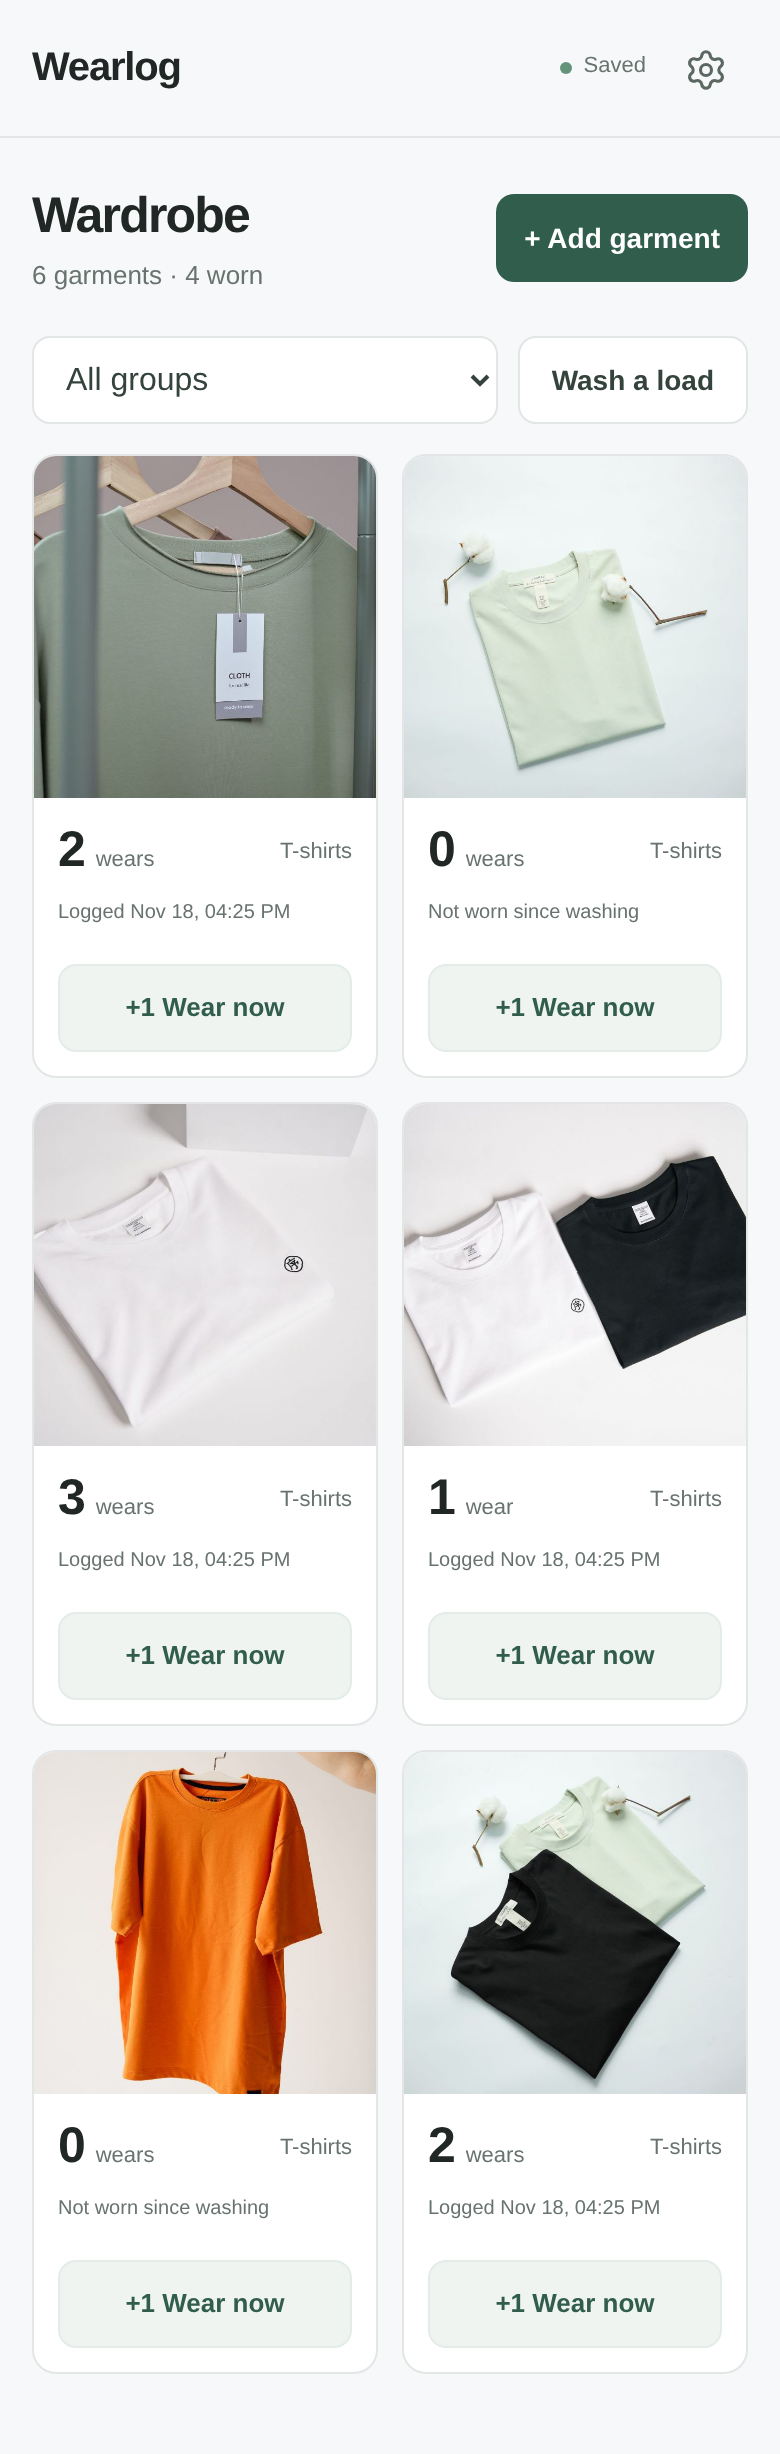 Wearlog
Saved
Wardrobe
6 garments · 4 worn
+ Add garment
All groups
Wash a load
CLOTH
2 wears
T-shirts
Logged Nov 18, 04:25 PM
+1 Wear now
0 wears
T-shirts
Not worn since washing
+1 Wear now
3 wears
T-shirts
Logged Nov 18, 04:25 PM
+1 Wear now
1 wear
T-shirts
Logged Nov 18, 04:25 PM
+1 Wear now
0 wears
T-shirts
Not worn since washing
+1 Wear now
2 wears
T-shirts
Logged Nov 18, 04:25 PM
+1 Wear now